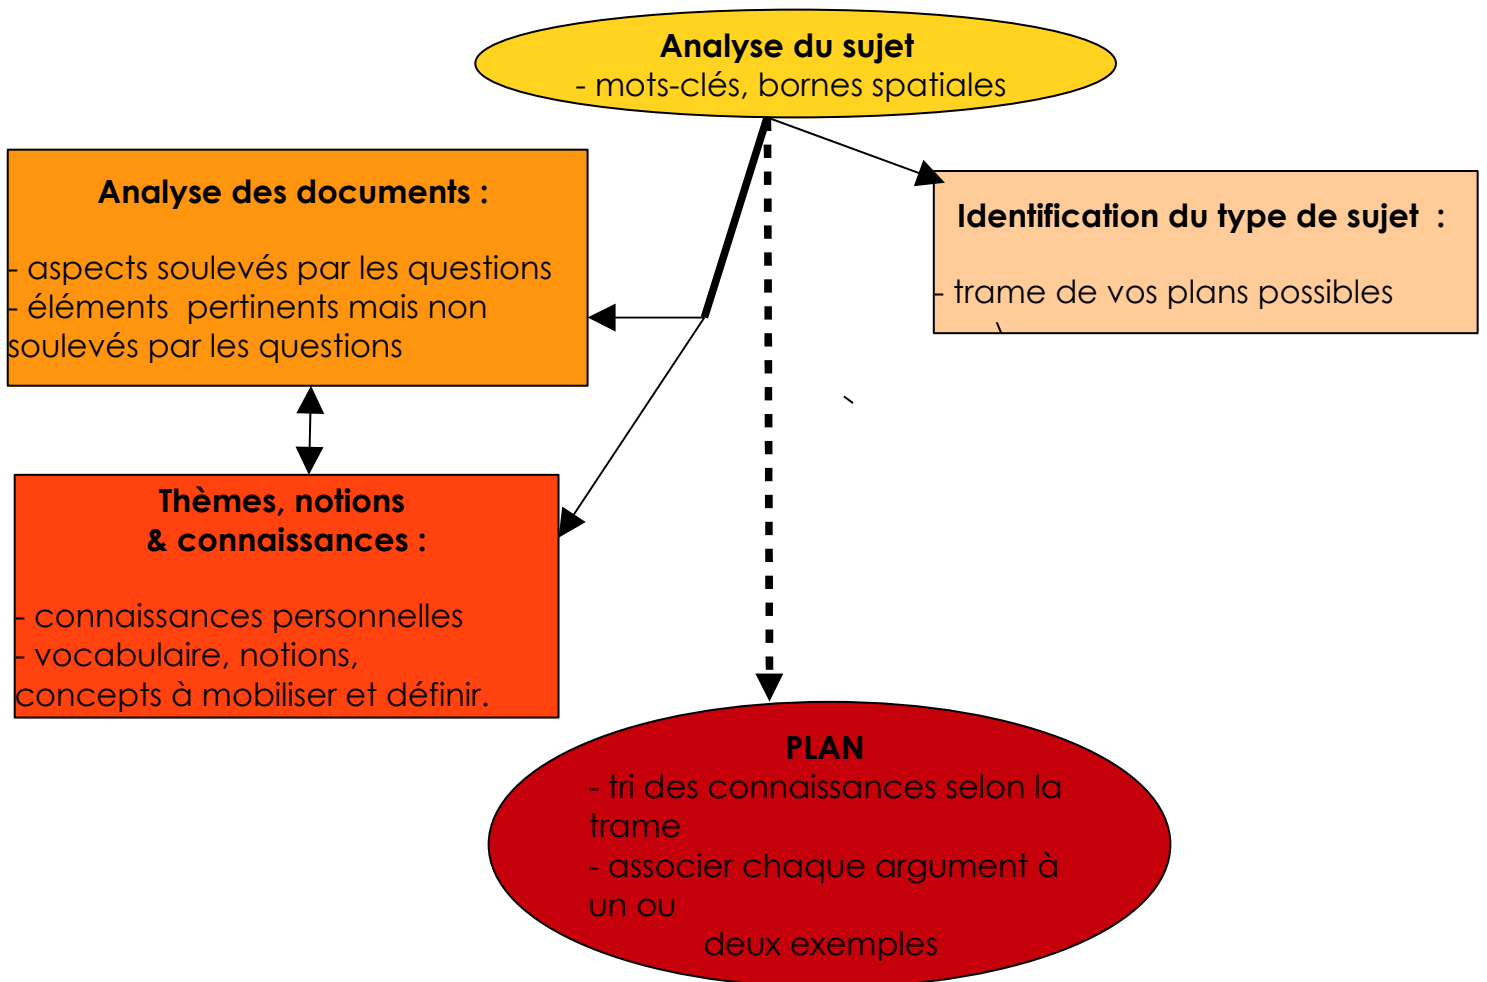 Analyse du sujet
- mots-clés, bornes spatiales
Analyse des documents :
- aspects soulevés par les questions
- éléments  pertinents mais non
soulevés par les questions
Identification du type de sujet  :
- trame de vos plans possibles
Thèmes, notions
& connaissances :
- connaissances personnelles
- vocabulaire, notions,
concepts à mobiliser et définir.
PLAN
- tri des connaissances selon la
trame
- associer chaque argument à
un ou
deux exemples